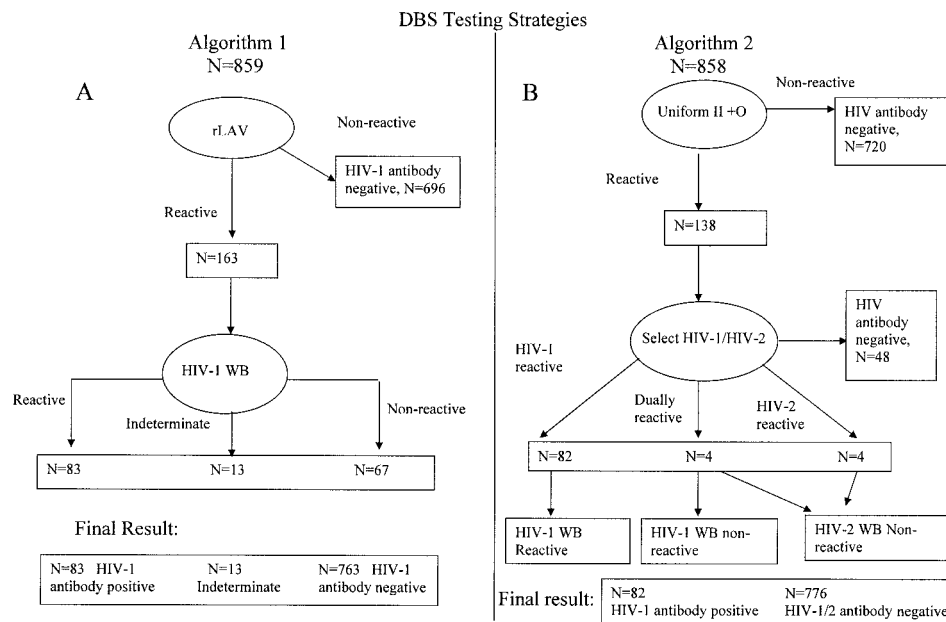 DBS Testing Strategies
Algorithm 1
N=859
A
rLAV
Non-reactive
HIV-1 antibody
negative, N=696
Reactive
N=163
HIV-1 WB
Reactive
Indeterminate
Non-reactive
N=83 N=13 N=67
Final Result:
N=83 HIV-1 N=13 N=763 HIV-1
antibody positive Indeterminate antibody negative
Algorithm 2
N=858
B
Uniform II +O
Non-reactive
HIV antibody
negative,
N=720
Reactive
N=138
Select HIV-1/HIV-2
HIV
antibody
negative,
N=48
HIV-1
reactive
Dually
reactive
HIV-2
reactive
N=82 N=4 N=4
HIV-1 WB
Reactive
HIV-1 WB non-
reactive
HIV-2 WB Non-
reactive
Final result:
N=82 N=776
HIV-1 antibody positive HIV-1/2 antibody negative